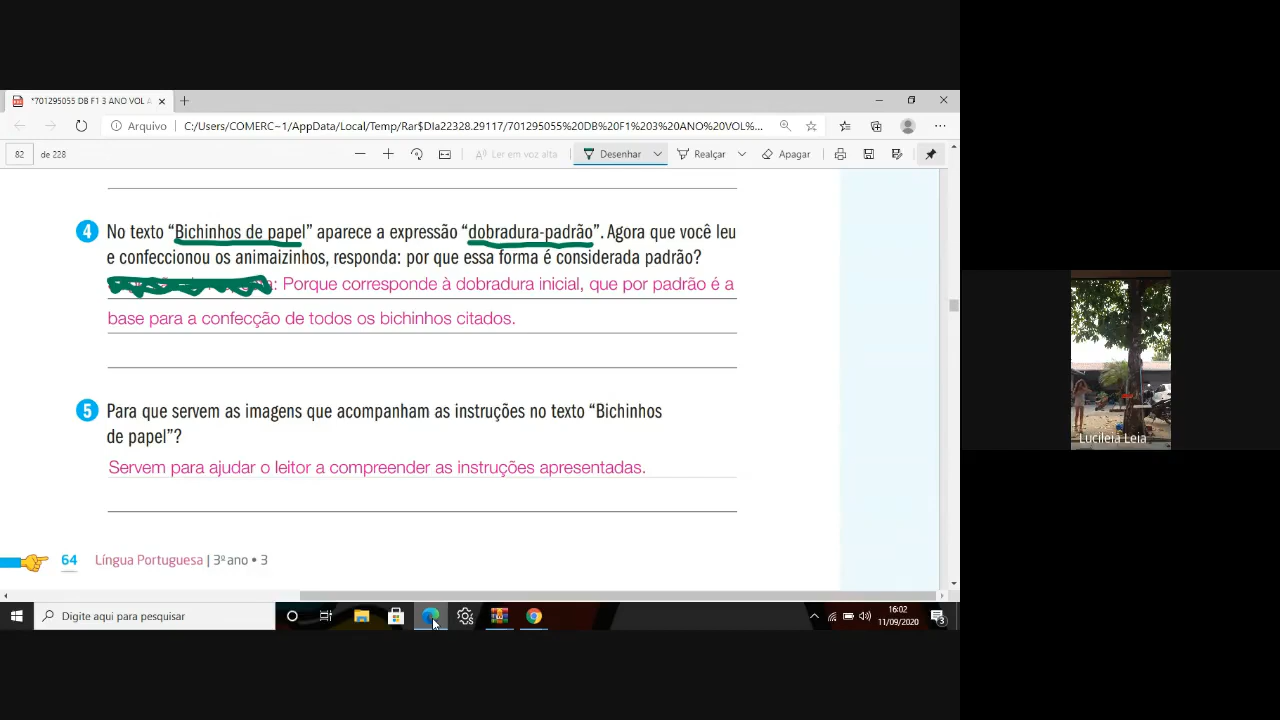 *701295055 DB F1 3 ANO VOL
Arquivo
C:/Users/COMERC~1/AppData/Local/Temp/Rar$DIa22328.29117/701295055%20DB%20F1%203%20ANO%20VOL%...
82 de 228
Ler em voz alta
Desenhar
Realçar
Apagar
4 No texto “Bichinhos de papel” aparece a expressão “dobradura-padrão”. Agora que você leu
e confeccionou os animaizinhos, responda: por que essa forma é considerada padrão?
: Porque corresponde à dobradura inicial, que por padrão é a
base para a confecção de todos os bichinhos citados.
5 Para que servem as imagens que acompanham as instruções no texto “Bichinhos
de papel”?
Servem para ajudar o leitor a compreender as instruções apresentadas.
64 Língua Portuguesa | 3º ano • 3
Digite aqui para pesquisar
16:02
11/09/2020
3
Lucileia Leia